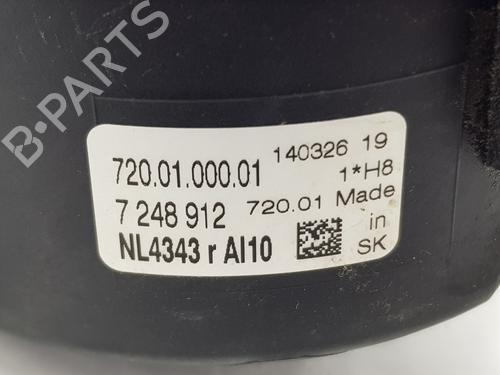 B-PARTS
140326 19
720.01.000.01 1*H8
7 248 912 720.01 Made
in
NL4343 r AI10 SK